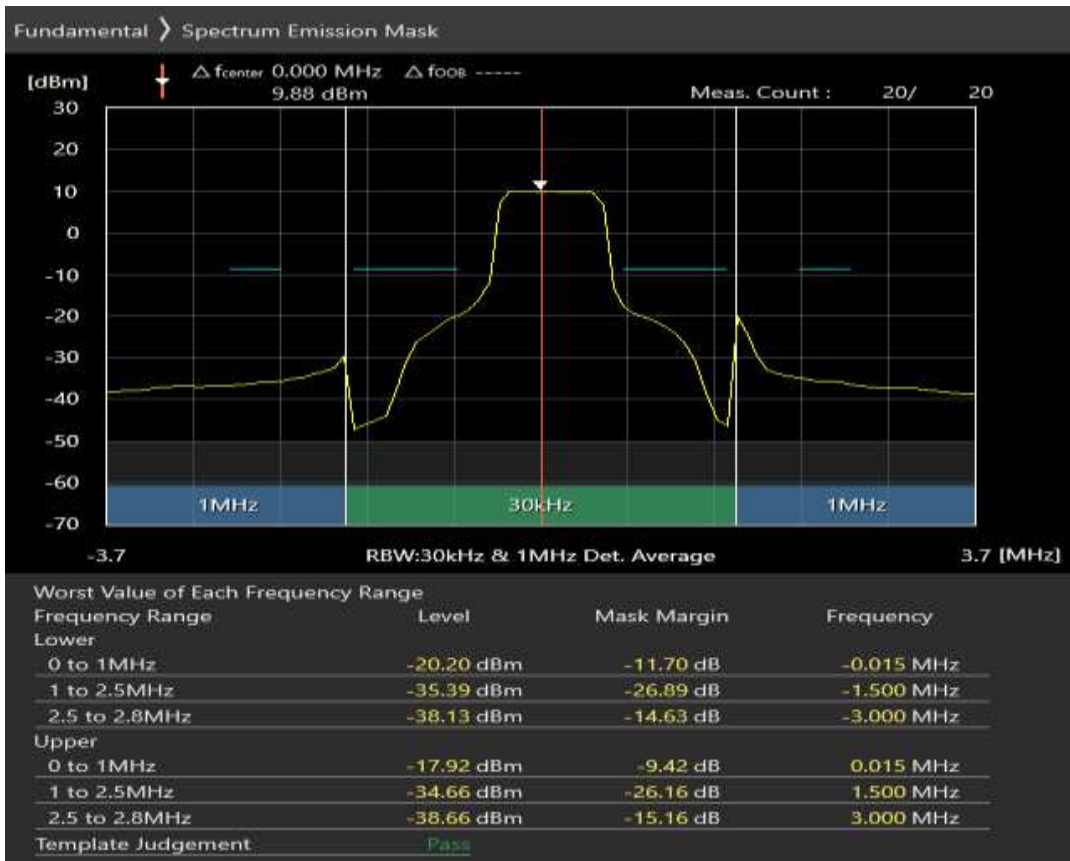 Fundamental 〉 Spectrum Emission Mask
[dBm] Δ fcenter 0.000 MHz Δ fOOB -----
9.88 dBm Meas. Count : 20/ 20
30
20
10
0
-10
-20
-30
-40
-50
-60
1MHz 30kHz 1MHz
-70
-3.7 RBW:30kHz & 1MHz Det. Average 3.7 [MHz]
Worst Value of Each Frequency Range
Frequency Range Level Mask Margin Frequency
Lower
0 to 1MHz -20.20 dBm -11.70 dB -0.015 MHz
1 to 2.5MHz -35.39 dBm -26.89 dB -1.500 MHz
2.5 to 2.8MHz -38.13 dBm -14.63 dB -3.000 MHz
Upper
0 to 1MHz -17.92 dBm -9.42 dB 0.015 MHz
1 to 2.5MHz -34.66 dBm -26.16 dB 1.500 MHz
2.5 to 2.8MHz -38.66 dBm -15.16 dB 3.000 MHz
Template Judgement Pass